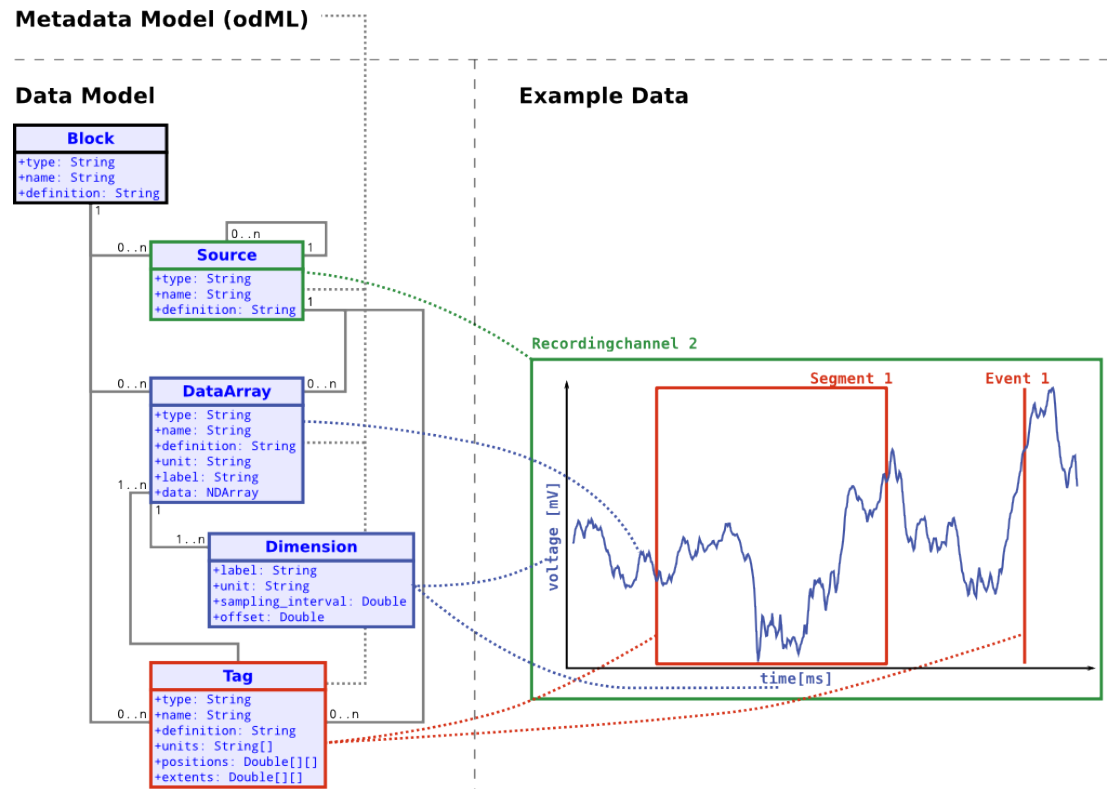 Metadata Model (odML)
Data Model
Example Data
Block
+type: String
+name: String
+definition: String
1
0..n
0..n
1
Source
+type: String
+name: String
+definition: String
1
0..n
0..n
DataArray
+type: String
+name: String
+definition: String
+unit: String
+label: String
+data: NDArray
1..n
1
1..n
Dimension
+label: String
+unit: String
+sampling_interval: Double
+offset: Double
Tag
+type: String
+name: String
+definition: String
+units: String[]
+positions: Double[][]
+extents: Double[][]
0..n
0..n
Recordingchannel 2
Segment 1
Event 1
voltage [mV]
time[ms]